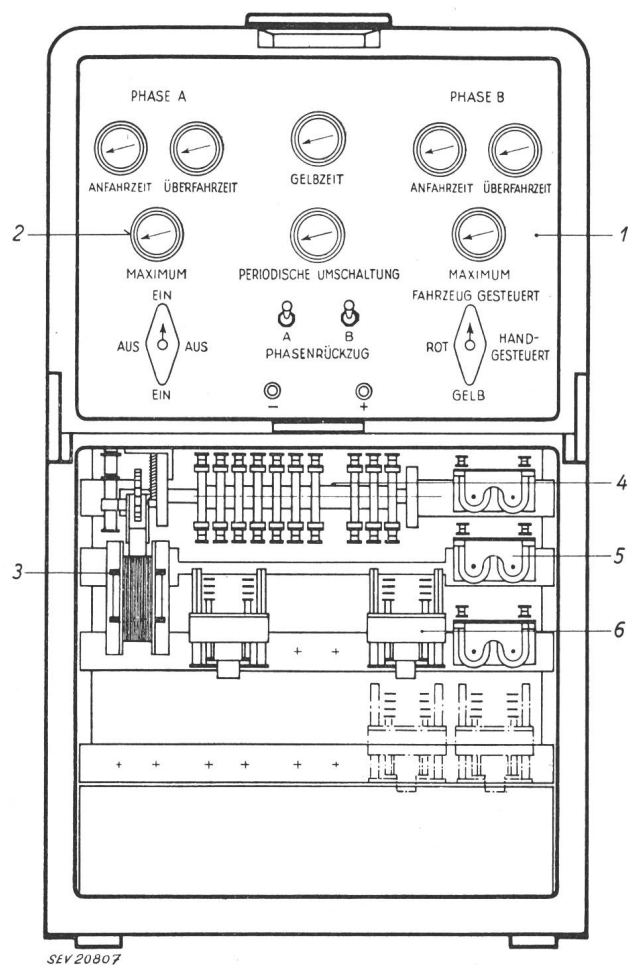 PHASE A
PHASE B
ANFAHRZEIT
ÜBERFAHRZEIT
GELBZEIT
ANFAHRZEIT
ÜBERFAHRZEIT
2
1
MAXIMUM
PERIODISCHE UMSCHALTUNG
MAXIMUM
EIN
FAHRZEUG GESTEUERT
A
B
AUS
AUS
PHASENRÜCKZUG
ROT
HAND-
GESTEUERT
EIN
GELB
-
+
4
5
3
6
SEV 20807